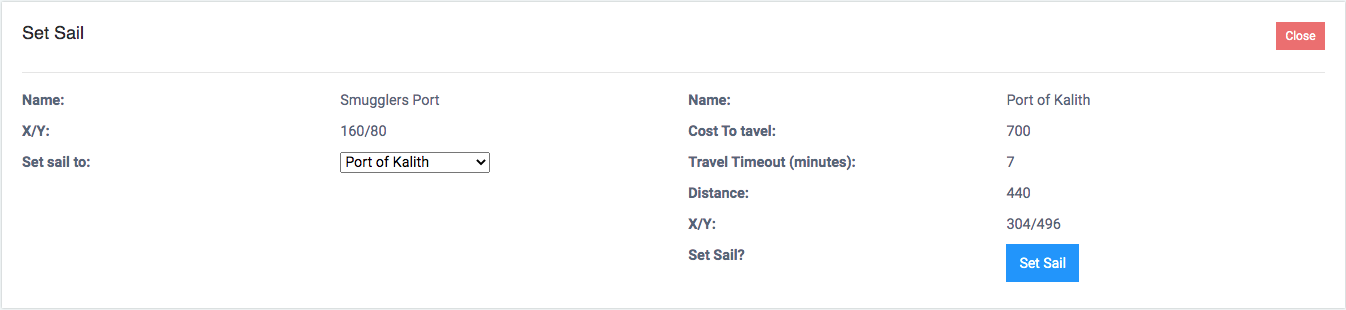 Set Sail
Close
Name:
Smugglers Port
X/Y:
160/80
Set sail to:
Port of Kalith
Name:
Port of Kalith
Cost To tavel:
700
Travel Timeout (minutes):
7
Distance:
440
X/Y:
304/496
Set Sail?
Set Sail